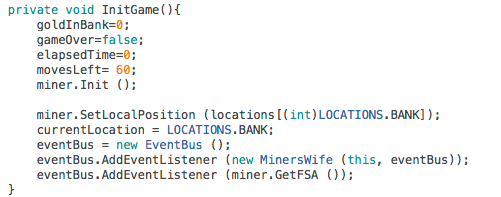 private void InitGame(){
    goldInBank=0;
    gameOver=false;
    elapsedTime=0;
    movesLeft= 60;
    miner.Init ();

    miner.SetLocalPosition (locations[(int)LOCATIONS.BANK]);
    currentLocation = LOCATIONS.BANK;
    eventBus = new EventBus ();
    eventBus.AddEventListener (new MinersWife (this, eventBus));
    eventBus.AddEventListener (miner.GetFSA ());
}